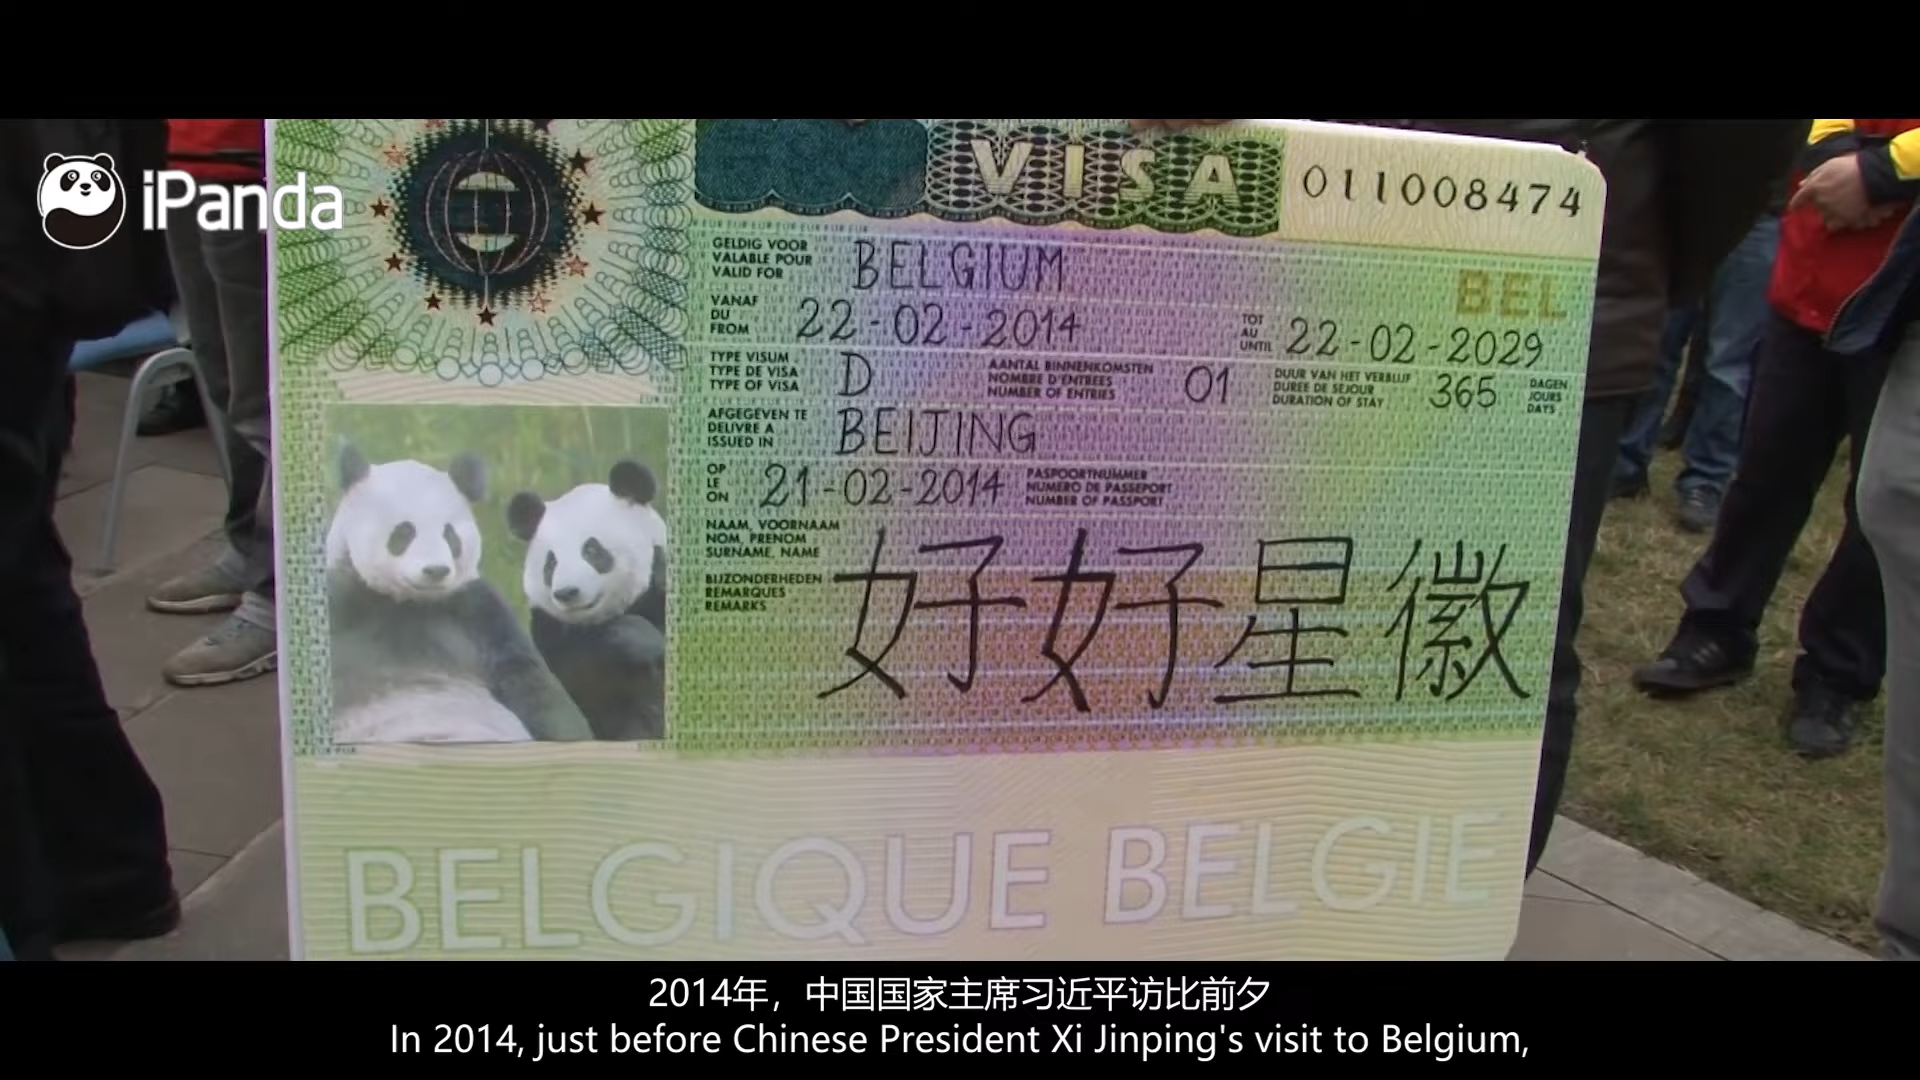 iPanda
VISA
011008474
GELDIG VOOR
VALABLE POUR
VALID FOR
BELGIUM
BEL
VANAF
DU
FROM
22-02-2014
TOT
AU
UNTIL
22-02-2029
TYPE VISUM
TYPE DE VISA
TYPE OF VISA
D
AANTAL BINNENKOMSTEN
NOMBRE D'ENTREES
NUMBER OF ENTRIES
01
DUUR VAN HET VERBLIJF
DUREE DE SEJOUR
DURATION OF STAY
365
DAGEN
JOURS
DAYS
AFGEGEVEN TE
DELIVRE A
ISSUED IN
BEIJING
OP
LE
ON
21-02-2014
PASPOORTNUMMER
NUMERO DE PASSEPORT
NUMBER OF PASSPORT
NAAM, VOORNAAM
NOM, PRENOM
SURNAME, NAME
BIJZONDERHEDEN
REMARQUES
REMARKS
好好星徽
BELGIQUE BELGIE
2014年，中国国家主席习近平访比前夕
In 2014, just before Chinese President Xi Jinping's visit to Belgium,